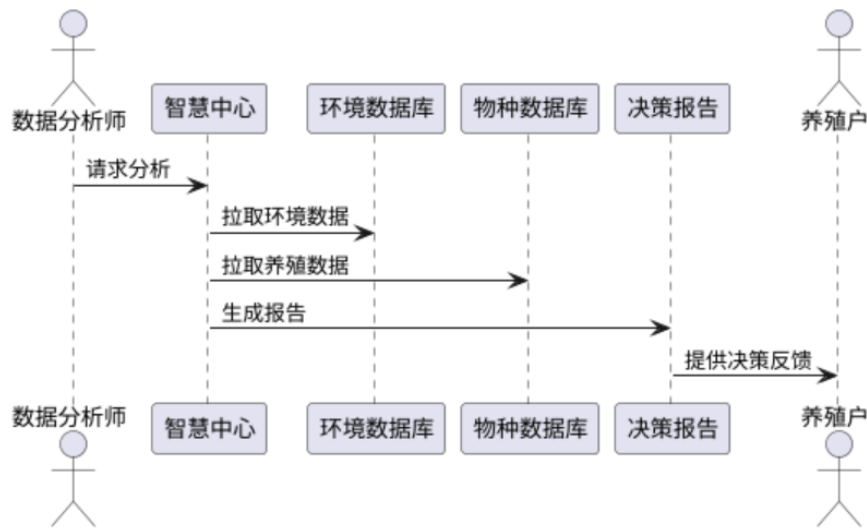 数据分析师
智慧中心
环境数据库
物种数据库
决策报告
养殖户
请求分析
拉取环境数据
拉取养殖数据
生成报告
提供决策反馈
数据分析师
智慧中心
环境数据库
物种数据库
决策报告
养殖户